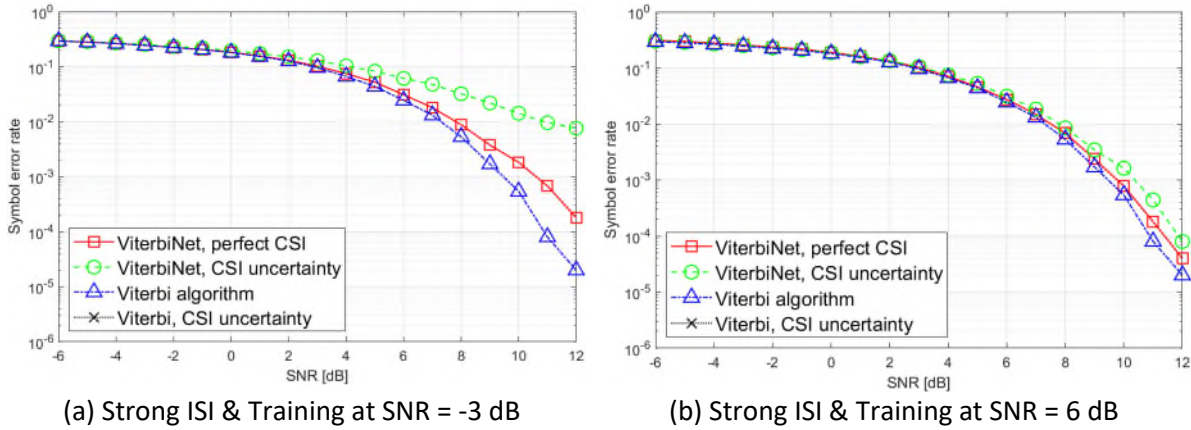 10^0
10^-1
10^-2
10^-3
10^-4
10^-5
10^-6
Symbol error rate
ViterbiNet, perfect CSI
ViterbiNet, CSI uncertainty
Viterbi algorithm
Viterbi, CSI uncertainty
-6 -4 -2 0 2 4 6 8 10 12
SNR [dB]
(a) Strong ISI & Training at SNR = -3 dB
10^0
10^-1
10^-2
10^-3
10^-4
10^-5
10^-6
Symbol error rate
ViterbiNet, perfect CSI
ViterbiNet, CSI uncertainty
Viterbi algorithm
Viterbi, CSI uncertainty
-6 -4 -2 0 2 4 6 8 10 12
SNR [dB]
(b) Strong ISI & Training at SNR = 6 dB